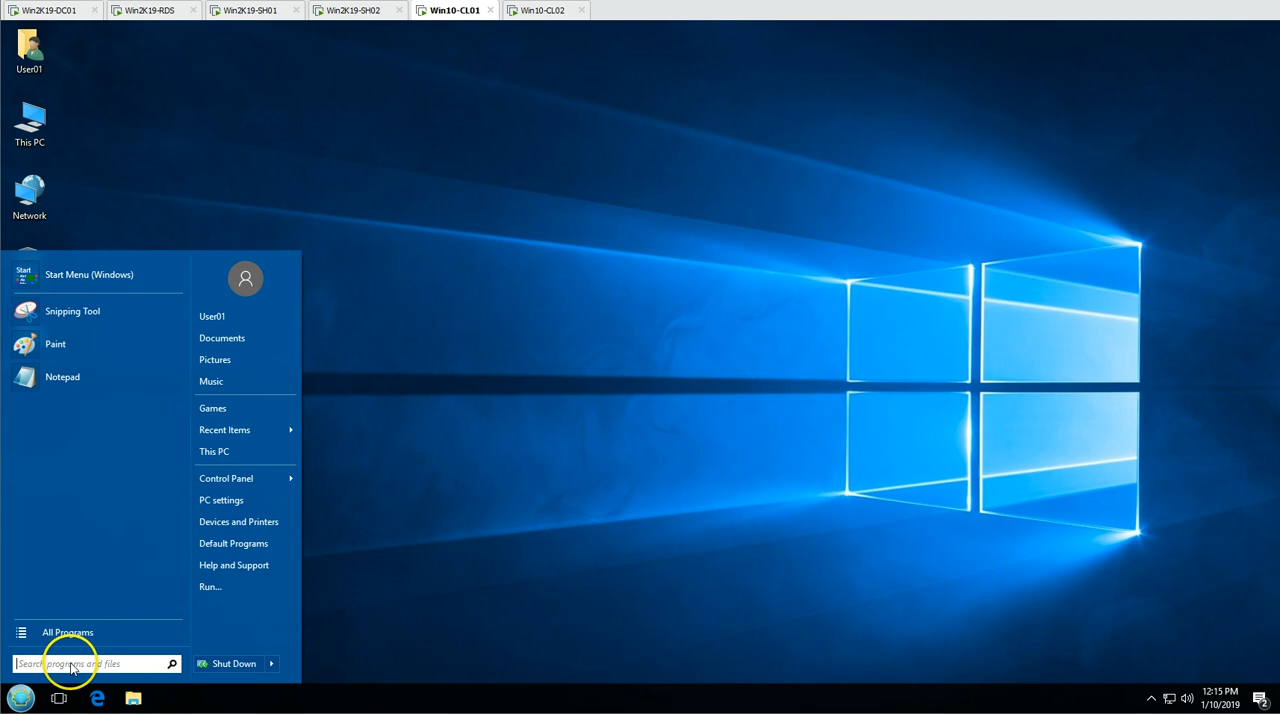 Win2K19-DC01
Win2K19-RDS
Win2K19-SH01
Win2K19-SH02
Win10-CL01
Win10-CL02
User01
This PC
Network
Start
Start Menu (Windows)
Snipping Tool
Paint
Notepad
All Programs
Search programs and files
User01
Documents
Pictures
Music
Games
Recent Items
This PC
Control Panel
PC settings
Devices and Printers
Default Programs
Help and Support
Run...
Shut Down
12:15 PM
1/10/2019
2